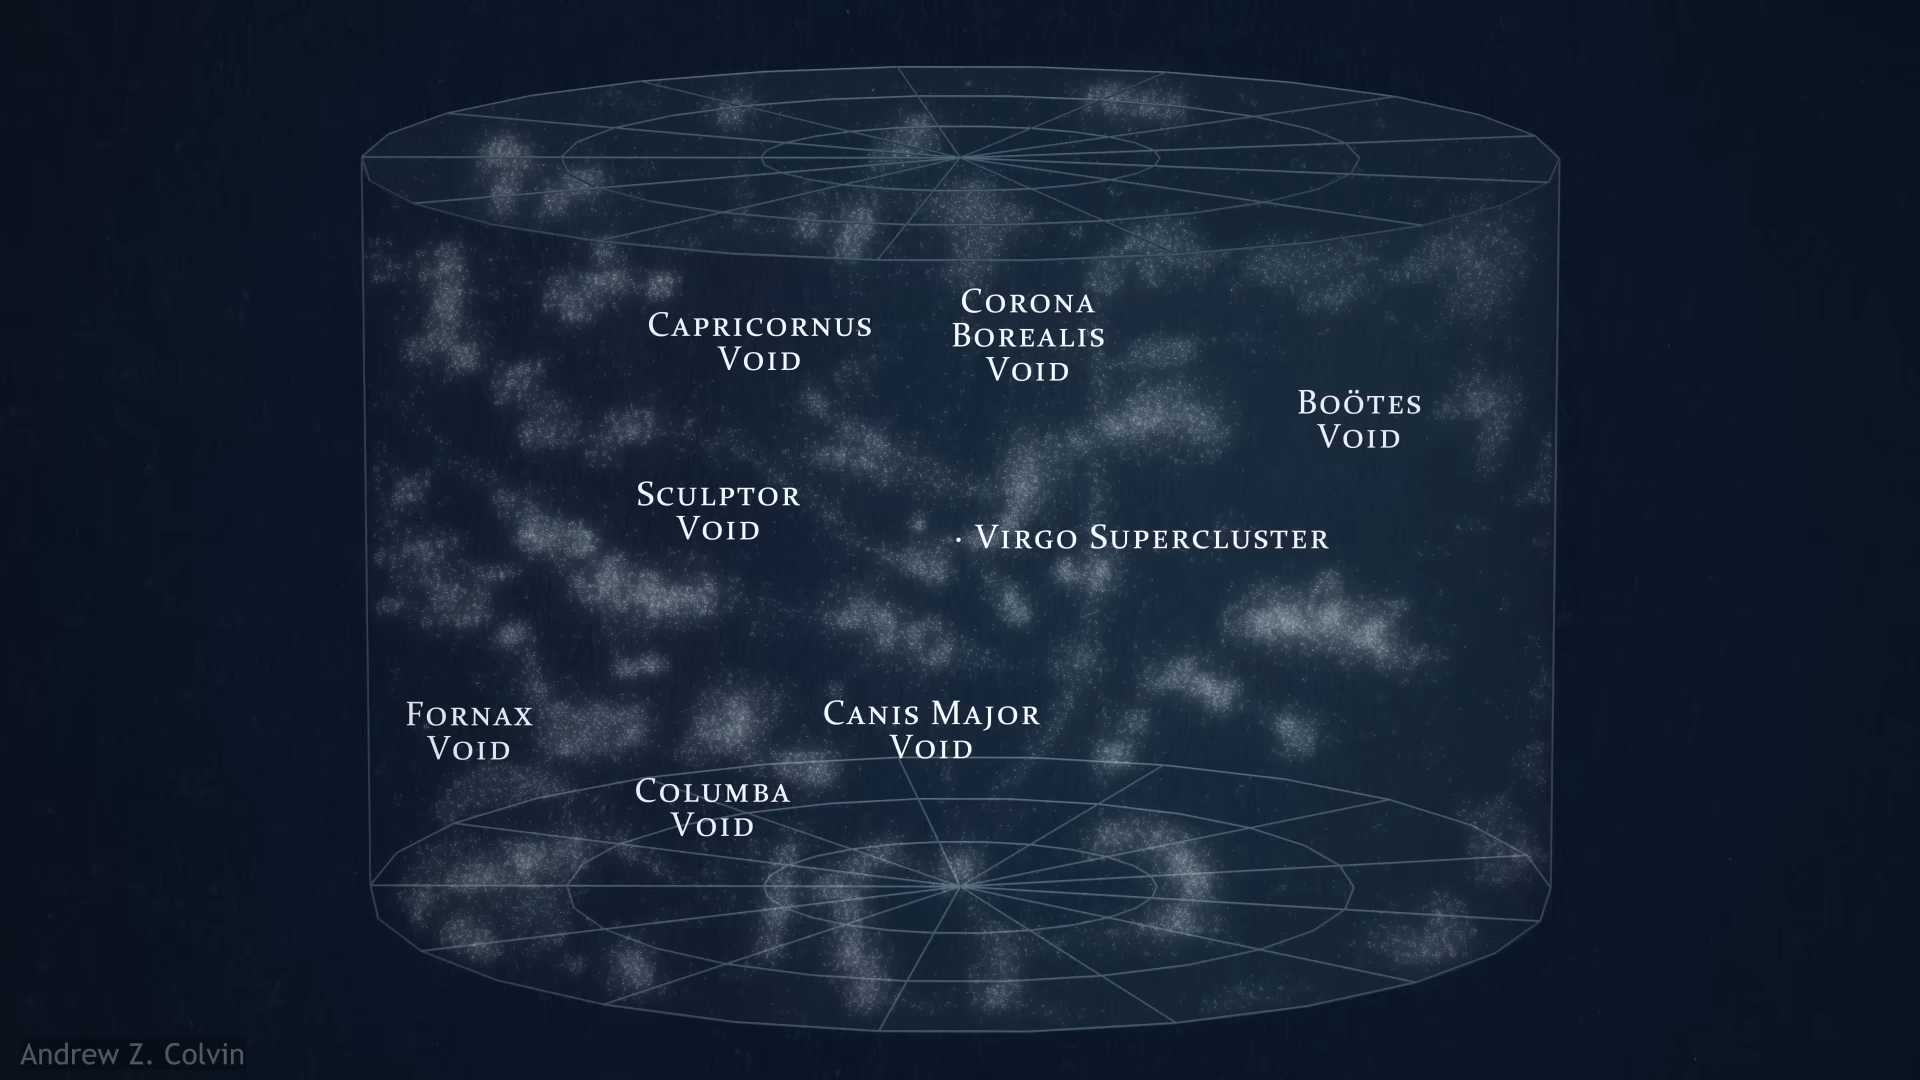 Capricornus
Void
Corona
Borealis
Void
Boötes
Void
Sculptor
Void
· Virgo Supercluster
Fornax
Void
Canis Major
Void
Columba
Void
Andrew Z. Colvin